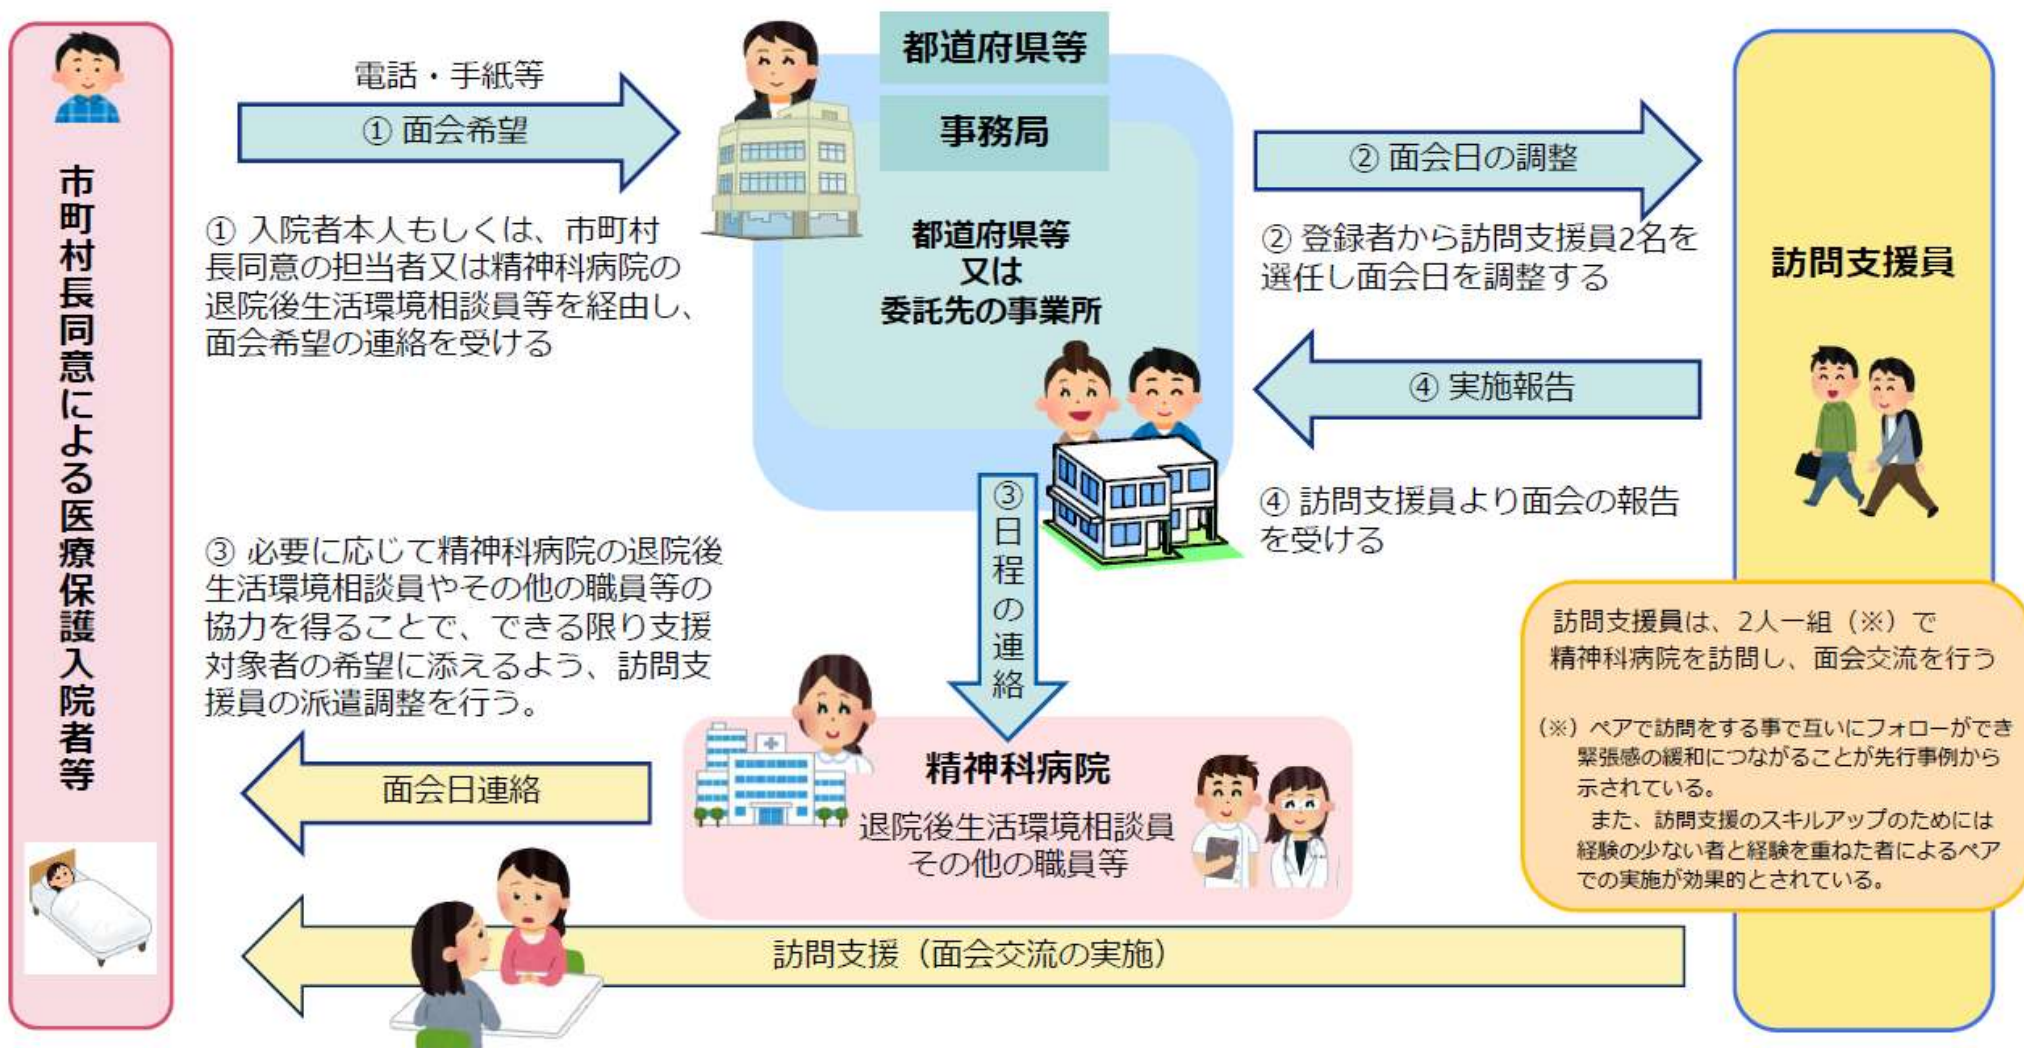 市町村長同意による医療保護入院者等
電話・手紙等
① 面会希望
① 入院者本人もしくは、市町村
長同意の担当者又は精神科病院の
退院後生活環境相談員等を経由し、
面会希望の連絡を受ける
都道府県等
事務局
都道府県等
又は
委託先の事業所
② 面会日の調整
② 登録者から訪問支援員2名を
選任し面会日を調整する
④ 実施報告
④ 訪問支援員より面会の報告
を受ける
訪問支援員
③日程の連絡
③ 必要に応じて精神科病院の退院後
生活環境相談員やその他の職員等の
協力を得ることで、できる限り支援
対象者の希望に添えるよう、訪問支
援員の派遣調整を行う。
面会日連絡
精神科病院
退院後生活環境相談員
その他の職員等
訪問支援員は、2人一組（※）で
精神科病院を訪問し、面会交流を行う
（※）ペアで訪問をする事で互いにフォローができ
緊張感の緩和につながることが先行事例から
示されている。
また、訪問支援のスキルアップのためには
経験の少ない者と経験を重ねた者によるペア
での実施が効果的とされている。
訪問支援（面会交流の実施）